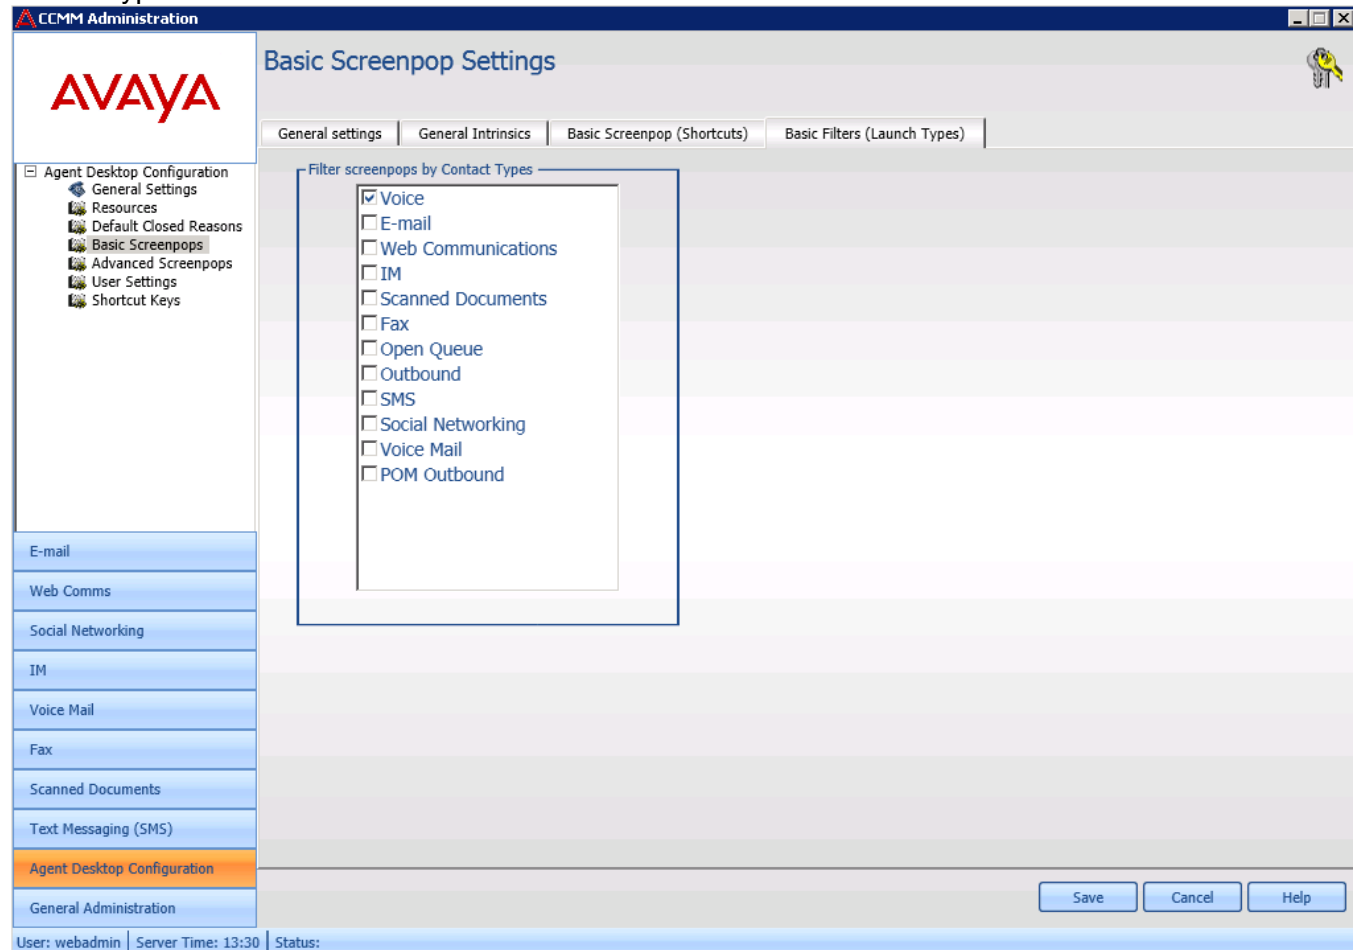 CCMM Administration
AVAYA
Basic Screenpop Settings
General settings
General Intrinsics
Basic Screenpop (Shortcuts)
Basic Filters (Launch Types)
Agent Desktop Configuration
General Settings
Resources
Default Closed Reasons
Basic Screenpops
Advanced Screenpops
User Settings
Shortcut Keys
Filter screenpops by Contact Types
Voice
E-mail
Web Communications
IM
Scanned Documents
Fax
Open Queue
Outbound
SMS
Social Networking
Voice Mail
POM Outbound
E-mail
Web Comms
Social Networking
IM
Voice Mail
Fax
Scanned Documents
Text Messaging (SMS)
Agent Desktop Configuration
General Administration
Save
Cancel
Help
User: webadmin
Server Time: 13:30
Status: